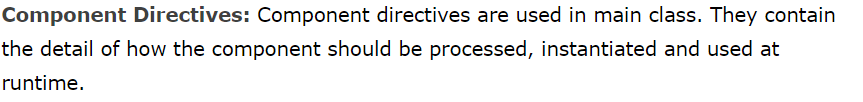 Component Directives: Component directives are used in main class. They contain
the detail of how the component should be processed, instantiated and used at
runtime.